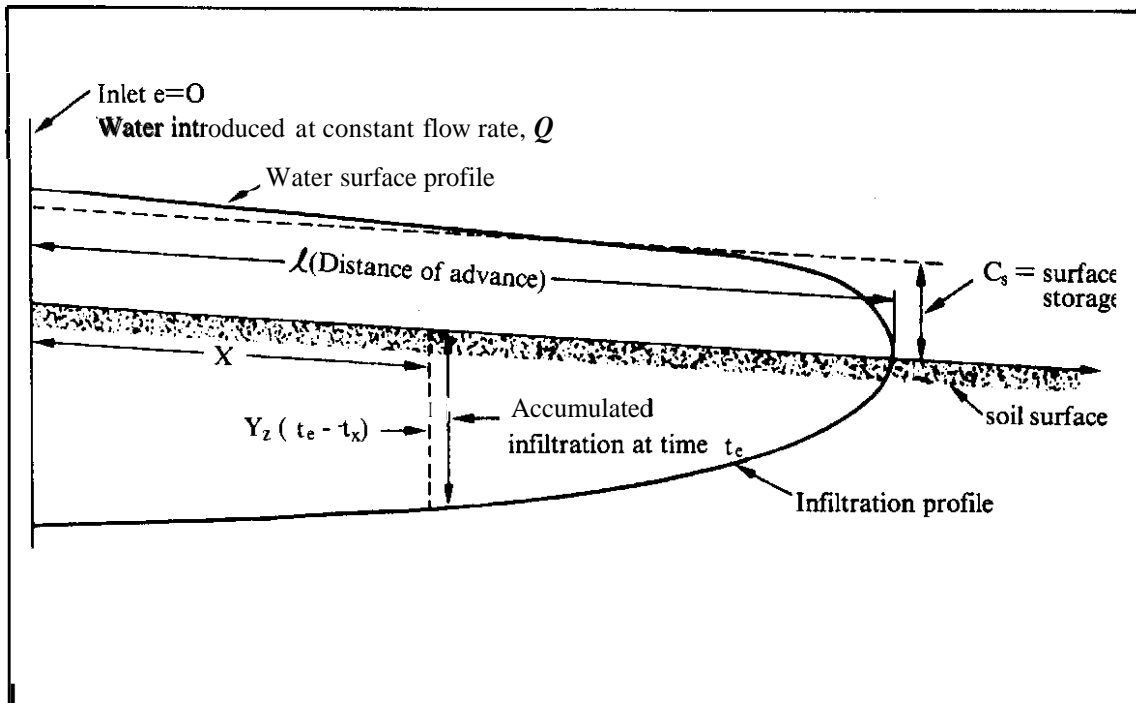 Inlet e=O
Water introduced at constant flow rate, Q
Water surface profile
ℓ(Distance of advance)
C_s = surface
storage
X
soil surface
Y_z ( t_e - t_x)
Accumulated
infiltration at time t_e
Infiltration profile